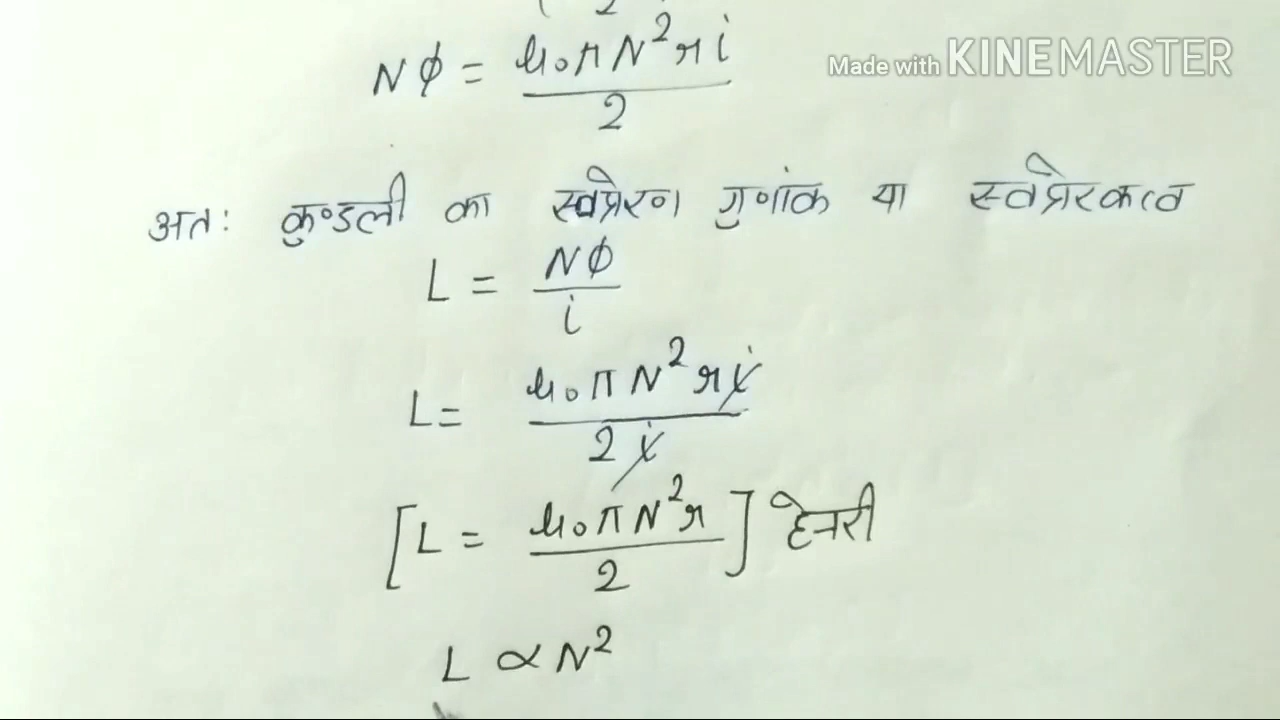 Nφ = μ₀πN²ri / 2
Made with KINEMASTER
अतः कुण्डली का स्वप्रेरण गुणांक या स्वप्रेरकत्व
L = Nφ / i
L = μ₀πN²ri / 2i
[L = μ₀πN²r / 2] हेनरी
L ∝ N²